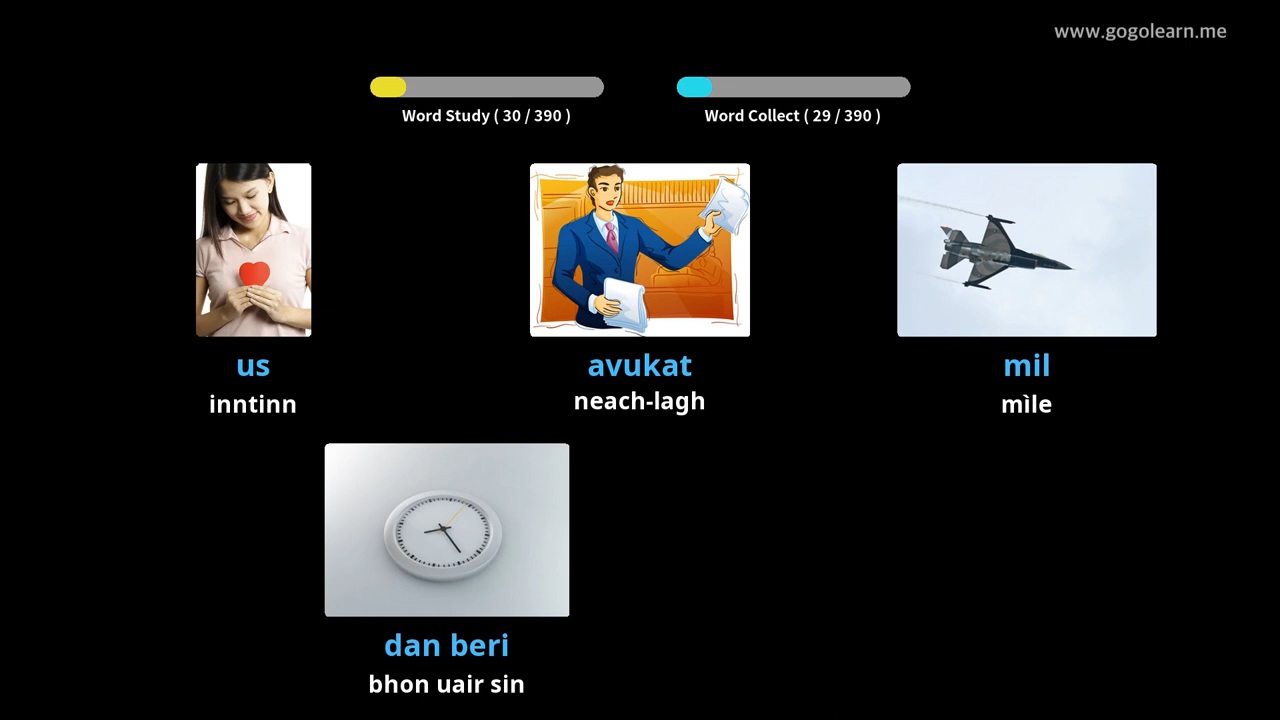 www.gogolearn.me
Word Study ( 30 / 390 )
Word Collect ( 29 / 390 )
us
inntinn
avukat
neach-lagh
mil
mìle
dan beri
bhon uair sin